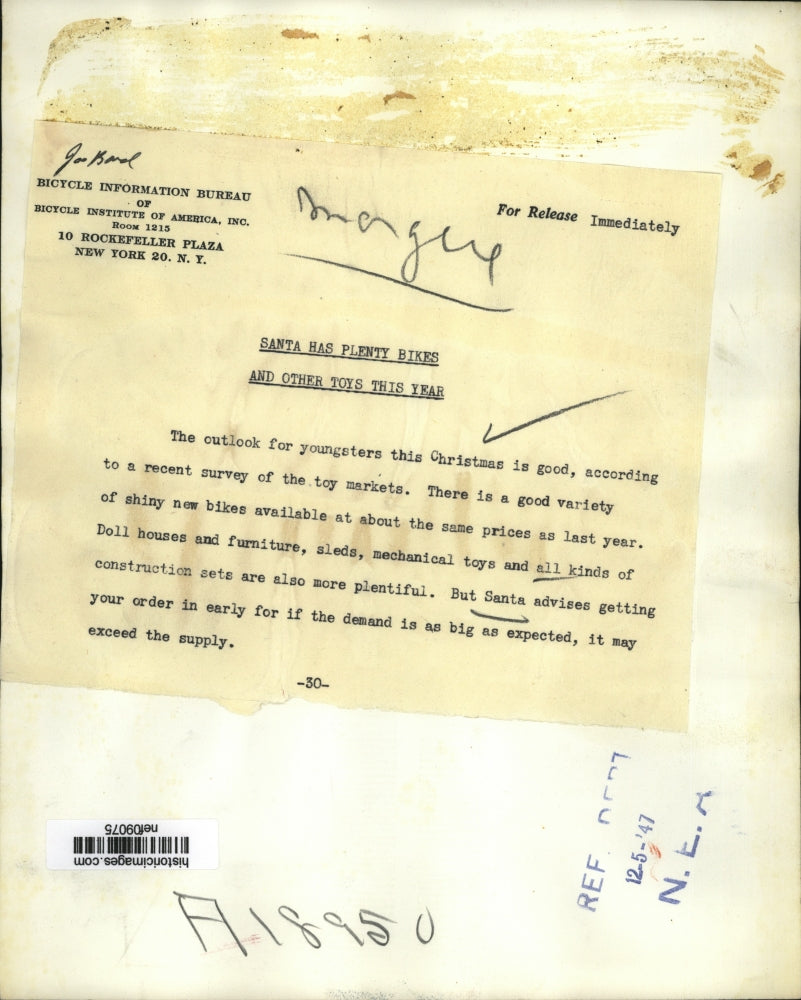 BICYCLE INFORMATION BUREAU
OF
BICYCLE INSTITUTE OF AMERICA, INC.
ROOM 1215
10 ROCKEFELLER PLAZA
NEW YORK 20. N. Y.
For Release Immediately
SANTA HAS PLENTY BIKES
AND OTHER TOYS THIS YEAR
The outlook for youngsters this Christmas is good, according
to a recent survey of the toy markets. There is a good variety
of shiny new bikes available at about the same prices as last year.
Doll houses and furniture, sleds, mechanical toys and all kinds of
construction sets are also more plentiful. But Santa advises getting
your order in early for if the demand is as big as expected, it may
exceed the supply.
-30-
REF. DEPT
12-5-'47
N.E.A
historicimages.com
nef09075
A18950